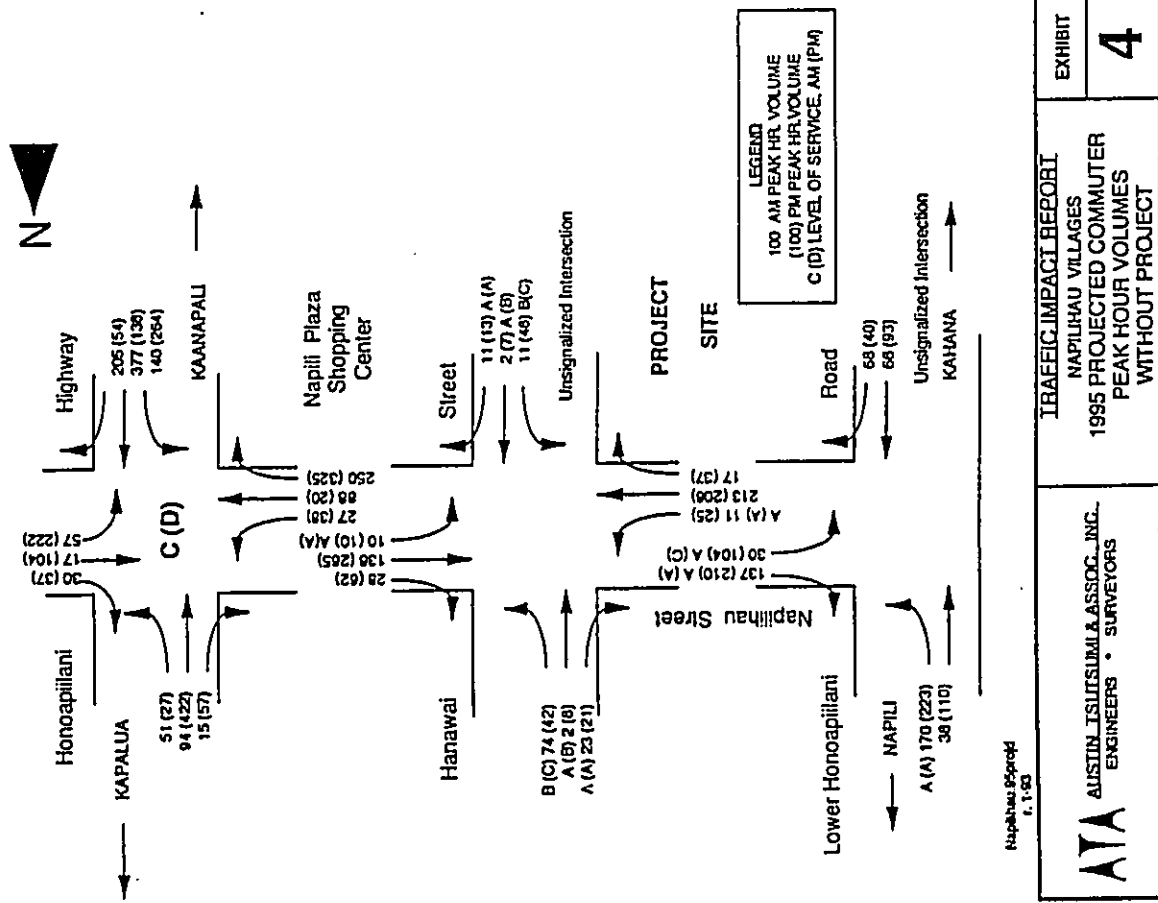 N
Honoapiilani
Highway
KAPALUA
KAANAPALI
30 (37)
17 (104)
57 (222)
205 (54)
377 (138)
140 (264)
C (D)
51 (27)
94 (422)
15 (57)
27 (38)
88 (20)
250 (325)
Napili Plaza
Shopping
Center
28 (62)
136 (265)
10 (10) A(A)
Hanawai
Street
11 (13) A (A)
2 (7) A (B)
11 (46) B(C)
Unsignalized Intersection
B (C) 74 (42)
A (B) 2 (8)
A (A) 23 (21)
A (A) 11 (25)
213 (206)
17 (37)
PROJECT
SITE
Napilihau Street
137 (210) A (A)
30 (104) A (C)
Lower Honoapiilani
Road
68 (40)
68 (93)
NAPILI
Unsignalized Intersection
KAHANA
A (A) 170 (223)
38 (110)
LEGEND
100 AM PEAK HR. VOLUME
(100) PM PEAK HR.VOLUME
C (D) LEVEL OF SERVICE, AM (PM)
r. 1-93
ATA
AUSTIN TSUTSUMI & ASSOC., INC.
ENGINEERS • SURVEYORS
TRAFFIC IMPACT REPORT
NAPILIHAU VILLAGES
1995 PROJECTED COMMUTER
PEAK HOUR VOLUMES
WITHOUT PROJECT
EXHIBIT
4